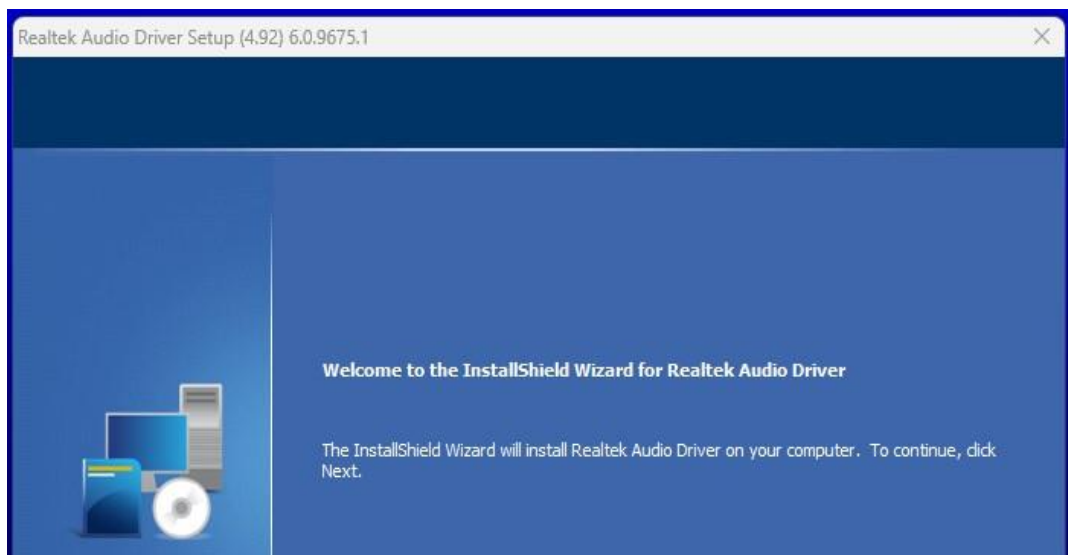 Realtek Audio Driver Setup (4.92) 6.0.9675.1
Welcome to the InstallShield Wizard for Realtek Audio Driver
The InstallShield Wizard will install Realtek Audio Driver on your computer. To continue, click
Next.